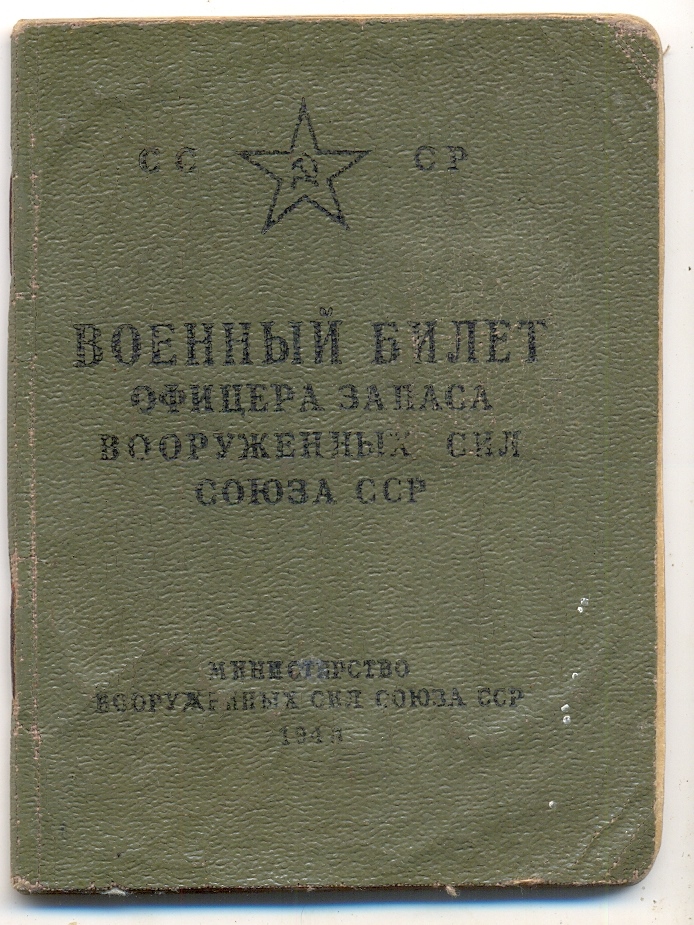 СС СР
ВОЕННЫЙ БИЛЕТ
ОФИЦЕРА ЗАПАСА
ВООРУЖЕННЫХ СИЛ
СОЮЗА ССР
МИНИСТЕРСТВО
ВООРУЖЕННЫХ СИЛ СОЮЗА ССР